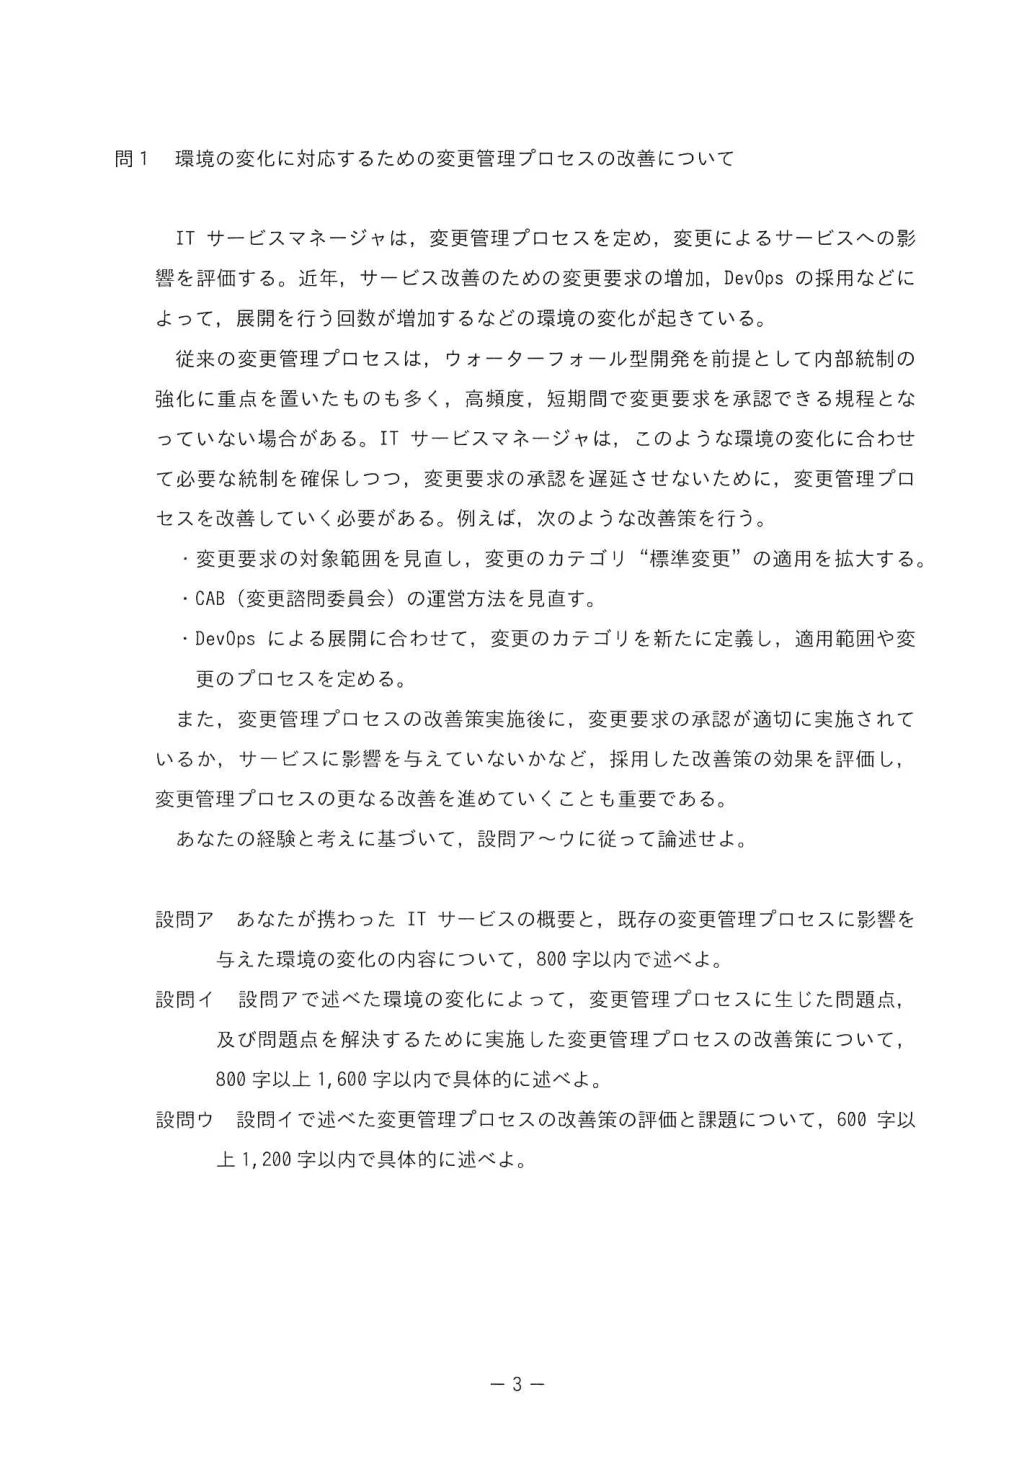 問1　環境の変化に対応するための変更管理プロセスの改善について
IT サービスマネージャは，変更管理プロセスを定め，変更によるサービスへの影
響を評価する。近年，サービス改善のための変更要求の増加，DevOps の採用などに
よって，展開を行う回数が増加するなどの環境の変化が起きている。
従来の変更管理プロセスは，ウォーターフォール型開発を前提として内部統制の
強化に重点を置いたものも多く，高頻度，短期間で変更要求を承認できる規程とな
っていない場合がある。IT サービスマネージャは，このような環境の変化に合わせ
て必要な統制を確保しつつ，変更要求の承認を遅延させないために，変更管理プロ
セスを改善していく必要がある。例えば，次のような改善策を行う。
・変更要求の対象範囲を見直し，変更のカテゴリ“標準変更”の適用を拡大する。
・CAB（変更諮問委員会）の運営方法を見直す。
・DevOps による展開に合わせて，変更のカテゴリを新たに定義し，適用範囲や変
更のプロセスを定める。
また，変更管理プロセスの改善策実施後に，変更要求の承認が適切に実施されて
いるか，サービスに影響を与えていないかなど，採用した改善策の効果を評価し，
変更管理プロセスの更なる改善を進めていくことも重要である。
あなたの経験と考えに基づいて，設問ア～ウに従って論述せよ。
設問ア　あなたが携わった IT サービスの概要と，既存の変更管理プロセスに影響を
与えた環境の変化の内容について，800 字以内で述べよ。
設問イ　設問アで述べた環境の変化によって，変更管理プロセスに生じた問題点，
及び問題点を解決するために実施した変更管理プロセスの改善策について，
800 字以上 1,600 字以内で具体的に述べよ。
設問ウ　設問イで述べた変更管理プロセスの改善策の評価と課題について，600 字以
上 1,200 字以内で具体的に述べよ。
－ 3 －